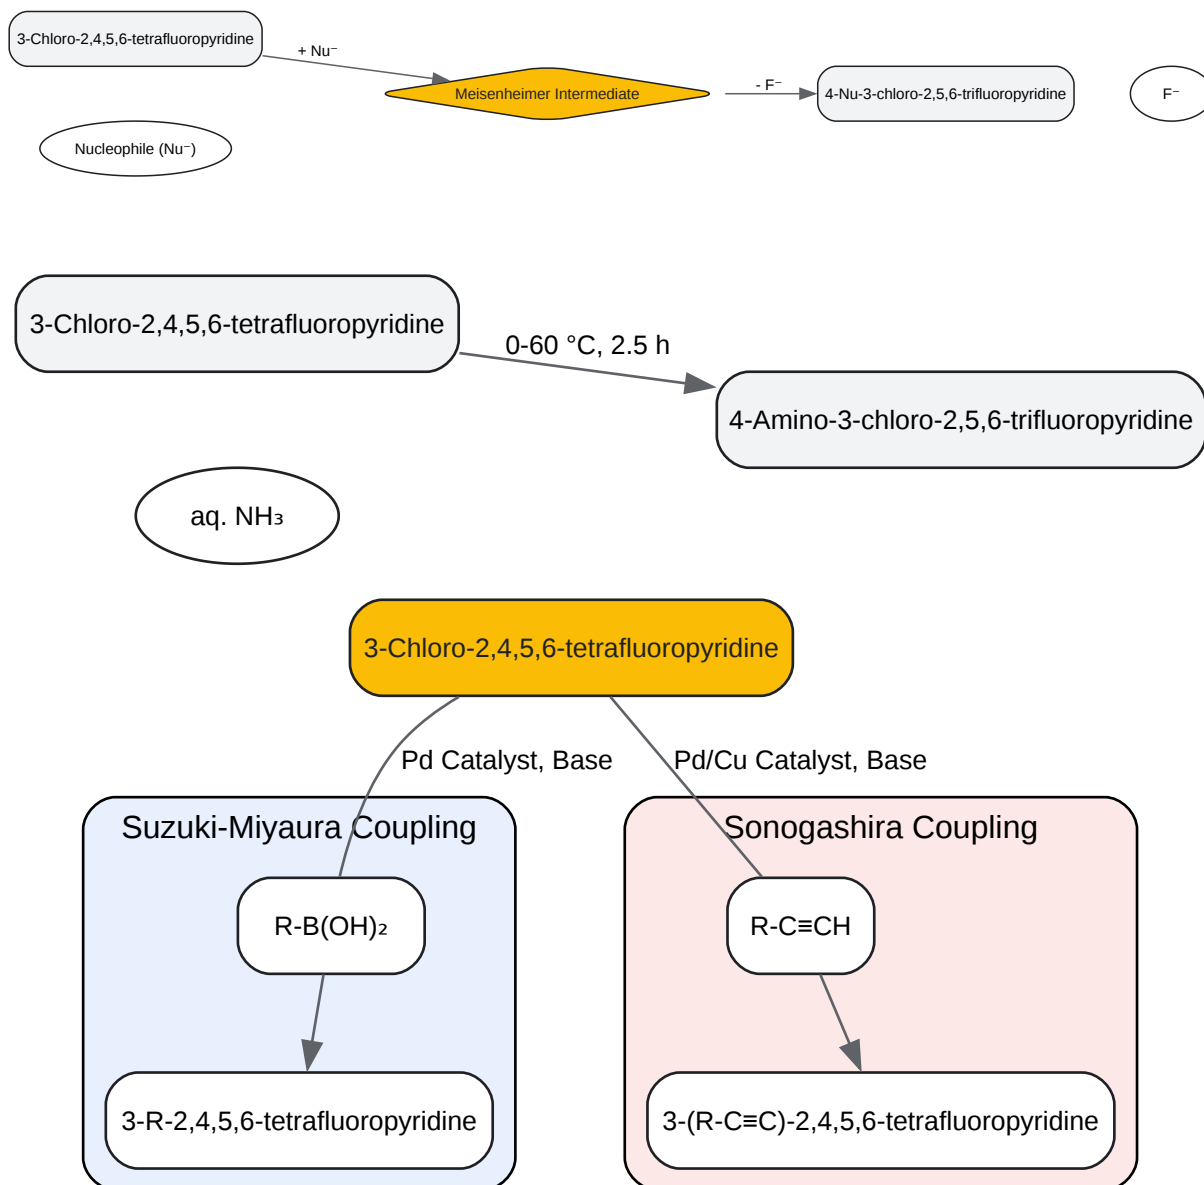 3-Chloro-2,4,5,6-tetrafluoropyridine
+ Nu⁻
Meisenheimer Intermediate
- F⁻
4-Nu-3-chloro-2,5,6-trifluoropyridine
F⁻
Nucleophile (Nu⁻)
3-Chloro-2,4,5,6-tetrafluoropyridine
0-60 °C, 2.5 h
4-Amino-3-chloro-2,5,6-trifluoropyridine
aq. NH₃
3-Chloro-2,4,5,6-tetrafluoropyridine
Pd Catalyst, Base
Pd/Cu Catalyst, Base
Suzuki-Miyaura Coupling
Sonogashira Coupling
R-B(OH)₂
R-C≡CH
3-R-2,4,5,6-tetrafluoropyridine
3-(R-C≡C)-2,4,5,6-tetrafluoropyridine